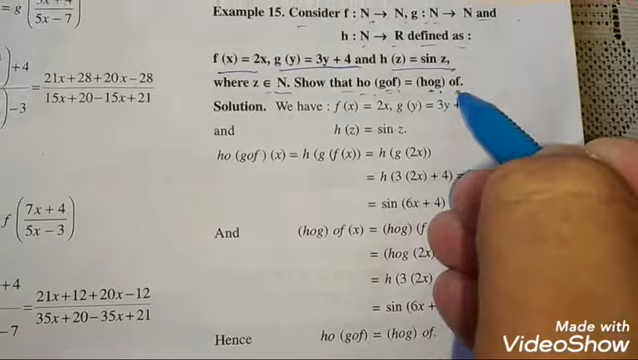 g ( 5x + 4
Example 15. Consider f : N → N, g : N → N and
h : N → R defined as :
f (x) = 2x, g (y) = 3y + 4 and h (z) = sin z,
where z ∈ N. Show that ho (gof) = (hog) of.
Solution. We have : f (x) = 2x, g (y) = 3y +
and h (z) = sin z.
ho (gof) (x) = h (g (f (x)) = h (g (2x))
= h (3 (2x) + 4) =
= sin (6x + 4)
And (hog) of (x) = (hog) (f
= (hog (2x)
= h (3 (2x)
= sin (6x +
Hence ho (gof) = (hog) of.
) + 4
) − 3
= 21x + 28 + 20x − 28 / 15x + 20 − 15x + 21
f ( 7x + 4 / 5x − 3 )
+ 4
− 7
= 21x + 12 + 20x − 12 / 35x + 20 − 35x + 21
Made with
VideoShow